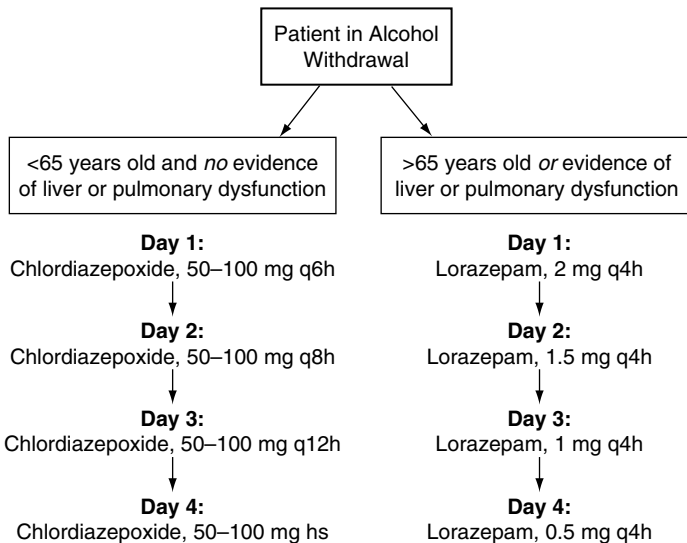 Patient in Alcohol
Withdrawal
<65 years old and no evidence
of liver or pulmonary dysfunction
Day 1:
Chlordiazepoxide, 50–100 mg q6h
Day 2:
Chlordiazepoxide, 50–100 mg q8h
Day 3:
Chlordiazepoxide, 50–100 mg q12h
Day 4:
Chlordiazepoxide, 50–100 mg hs
>65 years old or evidence of
liver or pulmonary dysfunction
Day 1:
Lorazepam, 2 mg q4h
Day 2:
Lorazepam, 1.5 mg q4h
Day 3:
Lorazepam, 1 mg q4h
Day 4:
Lorazepam, 0.5 mg q4h